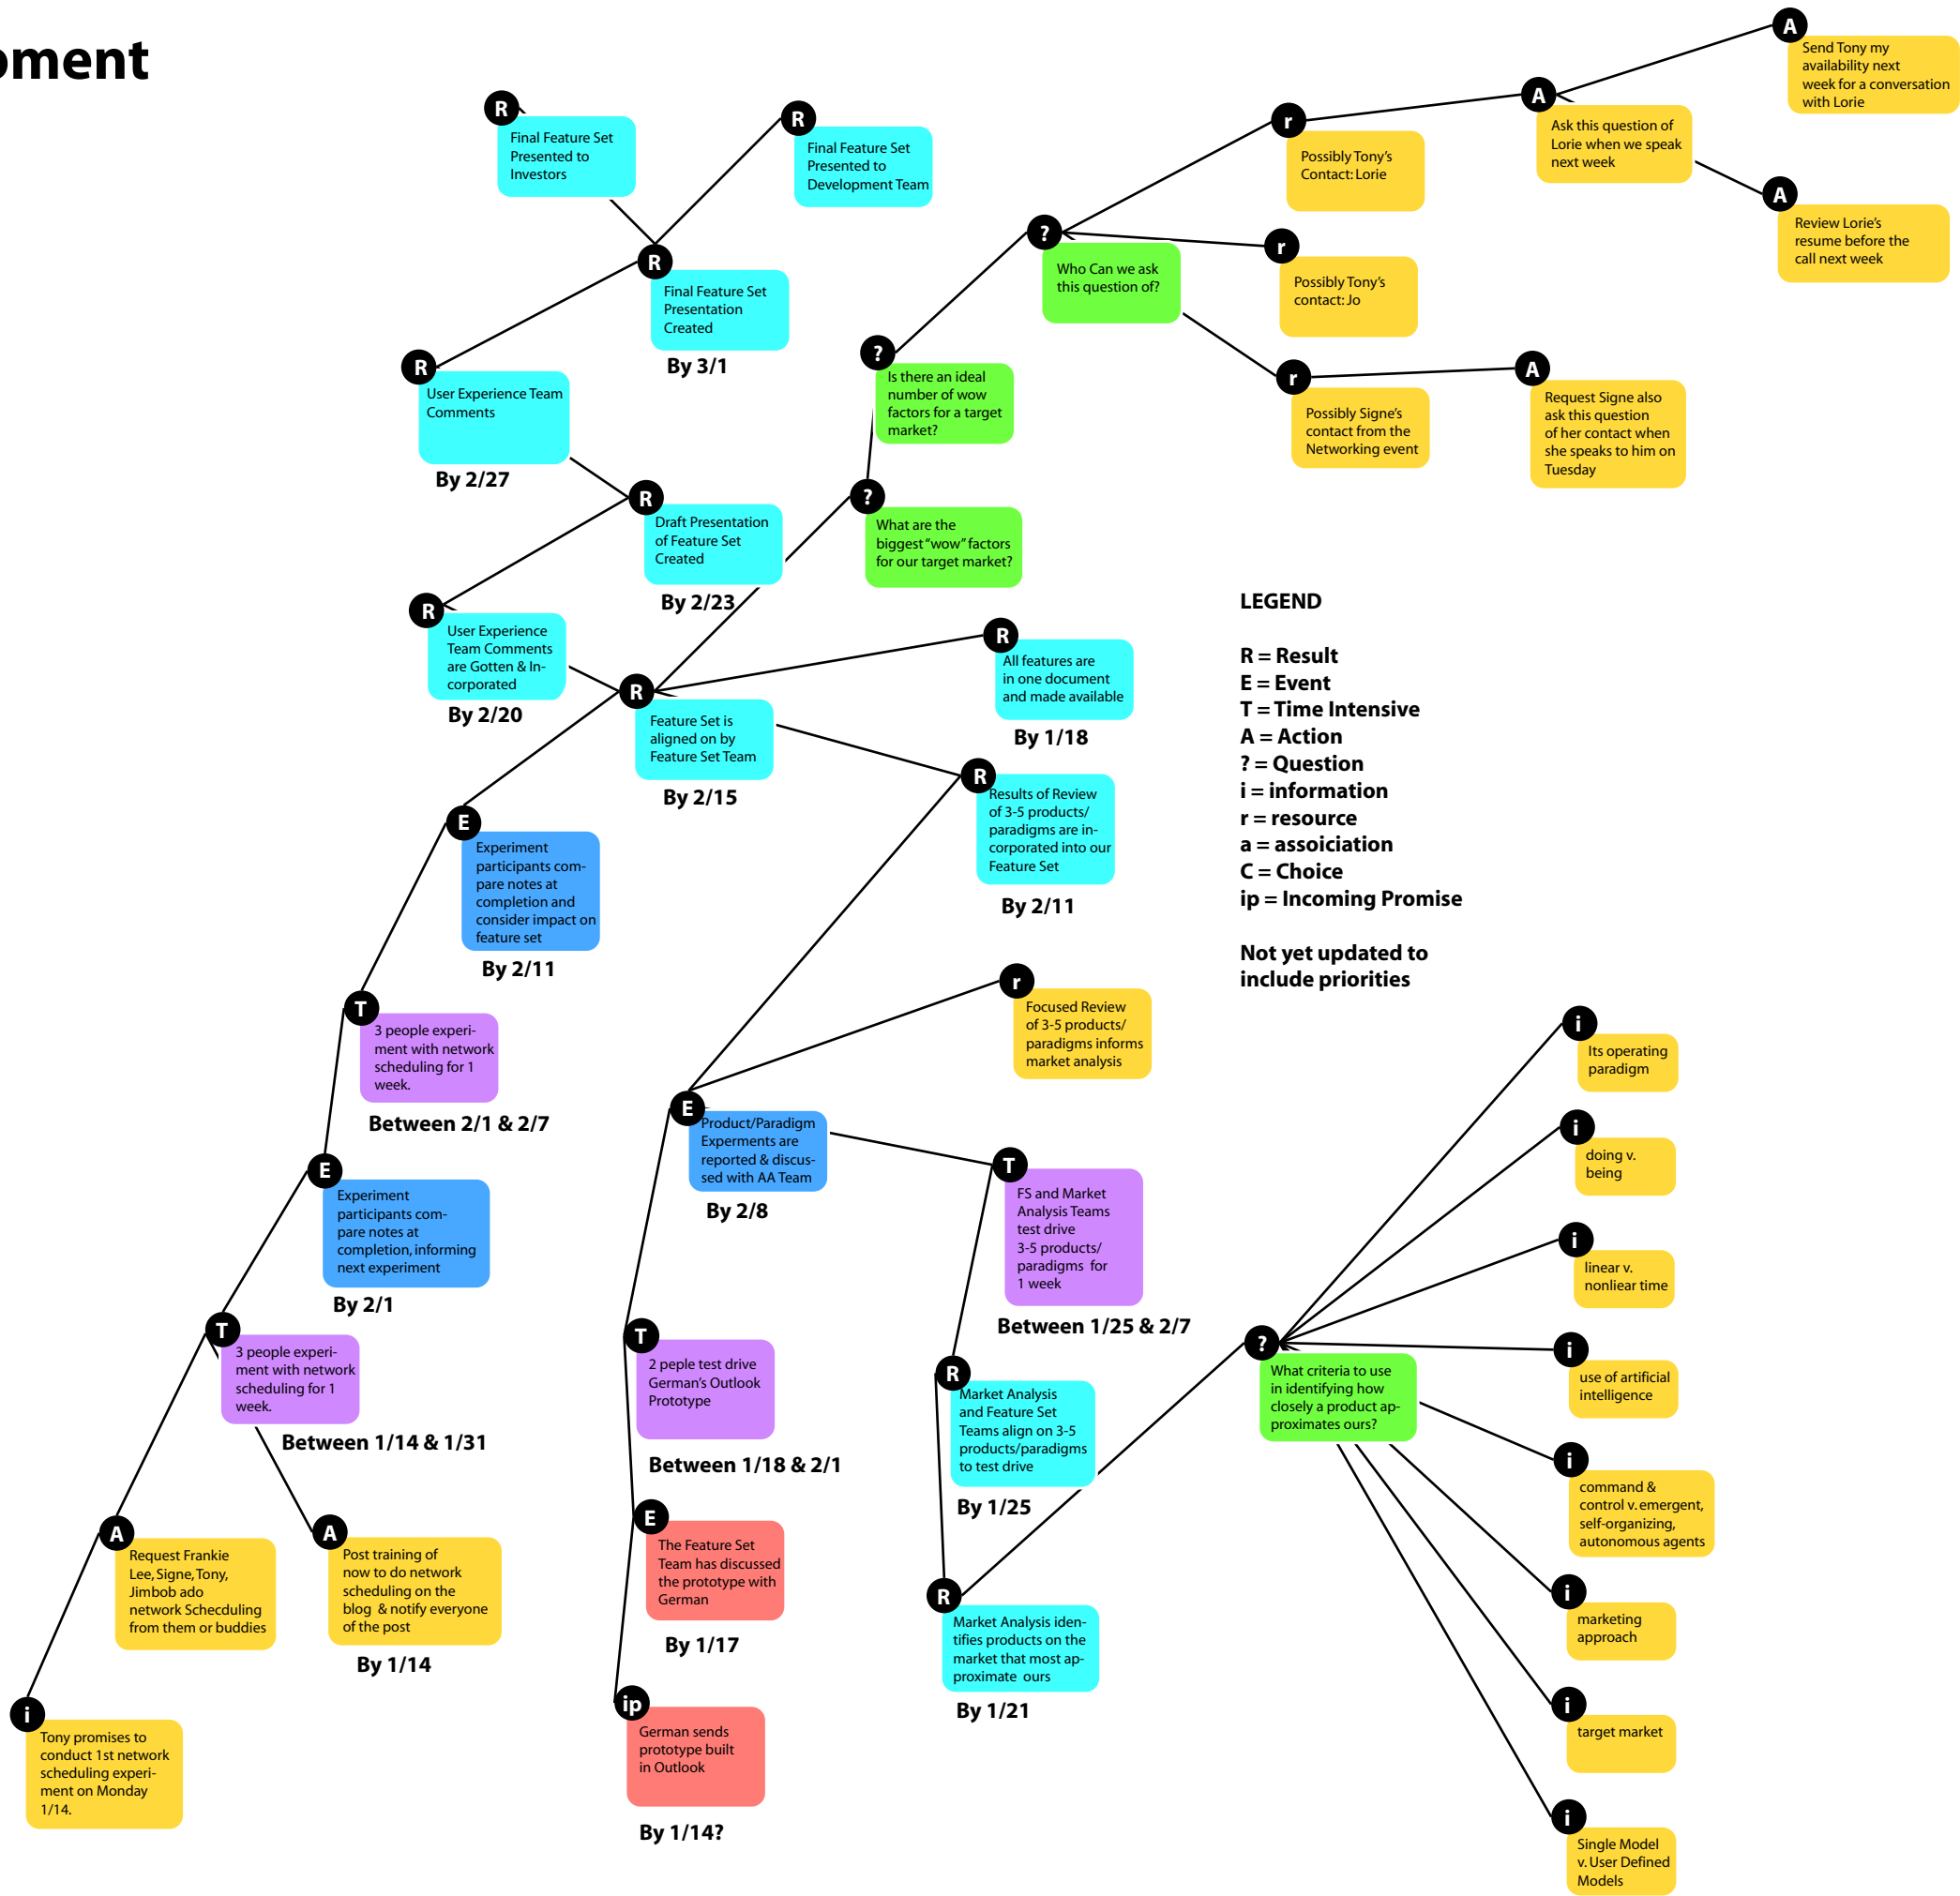 pment
R
Final Feature Set
Presented to
Investors
R
Final Feature Set
Presented to
Development Team
R
Final Feature Set
Presentation
Created
By 3/1
R
User Experience Team
Comments
By 2/27
R
Draft Presentation
of Feature Set
Created
By 2/23
R
User Experience
Team Comments
are Gotten & In-
corporated
By 2/20
R
Feature Set is
aligned on by
Feature Set Team
By 2/15
?
What are the
biggest "wow" factors
for our target market?
?
Is there an ideal
number of wow
factors for a target
market?
?
Who Can we ask
this question of?
r
Possibly Tony's
Contact: Lorie
A
Ask this question of
Lorie when we speak
next week
A
Send Tony my
availability next
week for a conversation
with Lorie
A
Review Lorie's
resume before the
call next week
r
Possibly Tony's
contact: Jo
r
Possibly Signe's
contact from the
Networking event
A
Request Signe also
ask this question
of her contact when
she speaks to him on
Tuesday
R
All features are
in one document
and made available
By 1/18
R
Results of Review
of 3-5 products/
paradigms are in-
corporated into our
Feature Set
By 2/11
LEGEND
R = Result
E = Event
T = Time Intensive
A = Action
? = Question
i = information
r = resource
a = assoiciation
C = Choice
ip = Incoming Promise
Not yet updated to
include priorities
E
Experiment
participants com-
pare notes at
completion and
consider impact on
feature set
By 2/11
T
3 people experi-
ment with network
scheduling for 1
week.
Between 2/1 & 2/7
E
Experiment
participants com-
pare notes at
completion, informing
next experiment
By 2/1
T
3 people experi-
ment with network
scheduling for 1
week.
Between 1/14 & 1/31
A
Request Frankie
Lee, Signe, Tony,
Jimbob ado
network Schecduling
from them or buddies
A
Post training of
now to do network
scheduling on the
blog & notify everyone
of the post
By 1/14
i
Tony promises to
conduct 1st network
scheduling experi-
ment on Monday
1/14.
r
Focused Review
of 3-5 products/
paradigms informs
market analysis
E
Product/Paradigm
Experments are
reported & discus-
sed with AA Team
By 2/8
T
FS and Market
Analysis Teams
test drive
3-5 products/
paradigms for
1 week
Between 1/25 & 2/7
T
2 peple test drive
German's Outlook
Prototype
Between 1/18 & 2/1
E
The Feature Set
Team has discussed
the prototype with
German
By 1/17
ip
German sends
prototype built
in Outlook
By 1/14?
R
Market Analysis
and Feature Set
Teams align on 3-5
products/paradigms
to test drive
By 1/25
R
Market Analysis iden-
tifies products on the
market that most ap-
proximate ours
By 1/21
?
What criteria to use
in identifying how
closely a product ap-
proximates ours?
i
Its operating
paradigm
i
doing v.
being
i
linear v.
nonliear time
i
use of artificial
intelligence
i
command &
control v. emergent,
self-organizing,
autonomous agents
i
marketing
approach
i
target market
i
Single Model
v. User Defined
Models